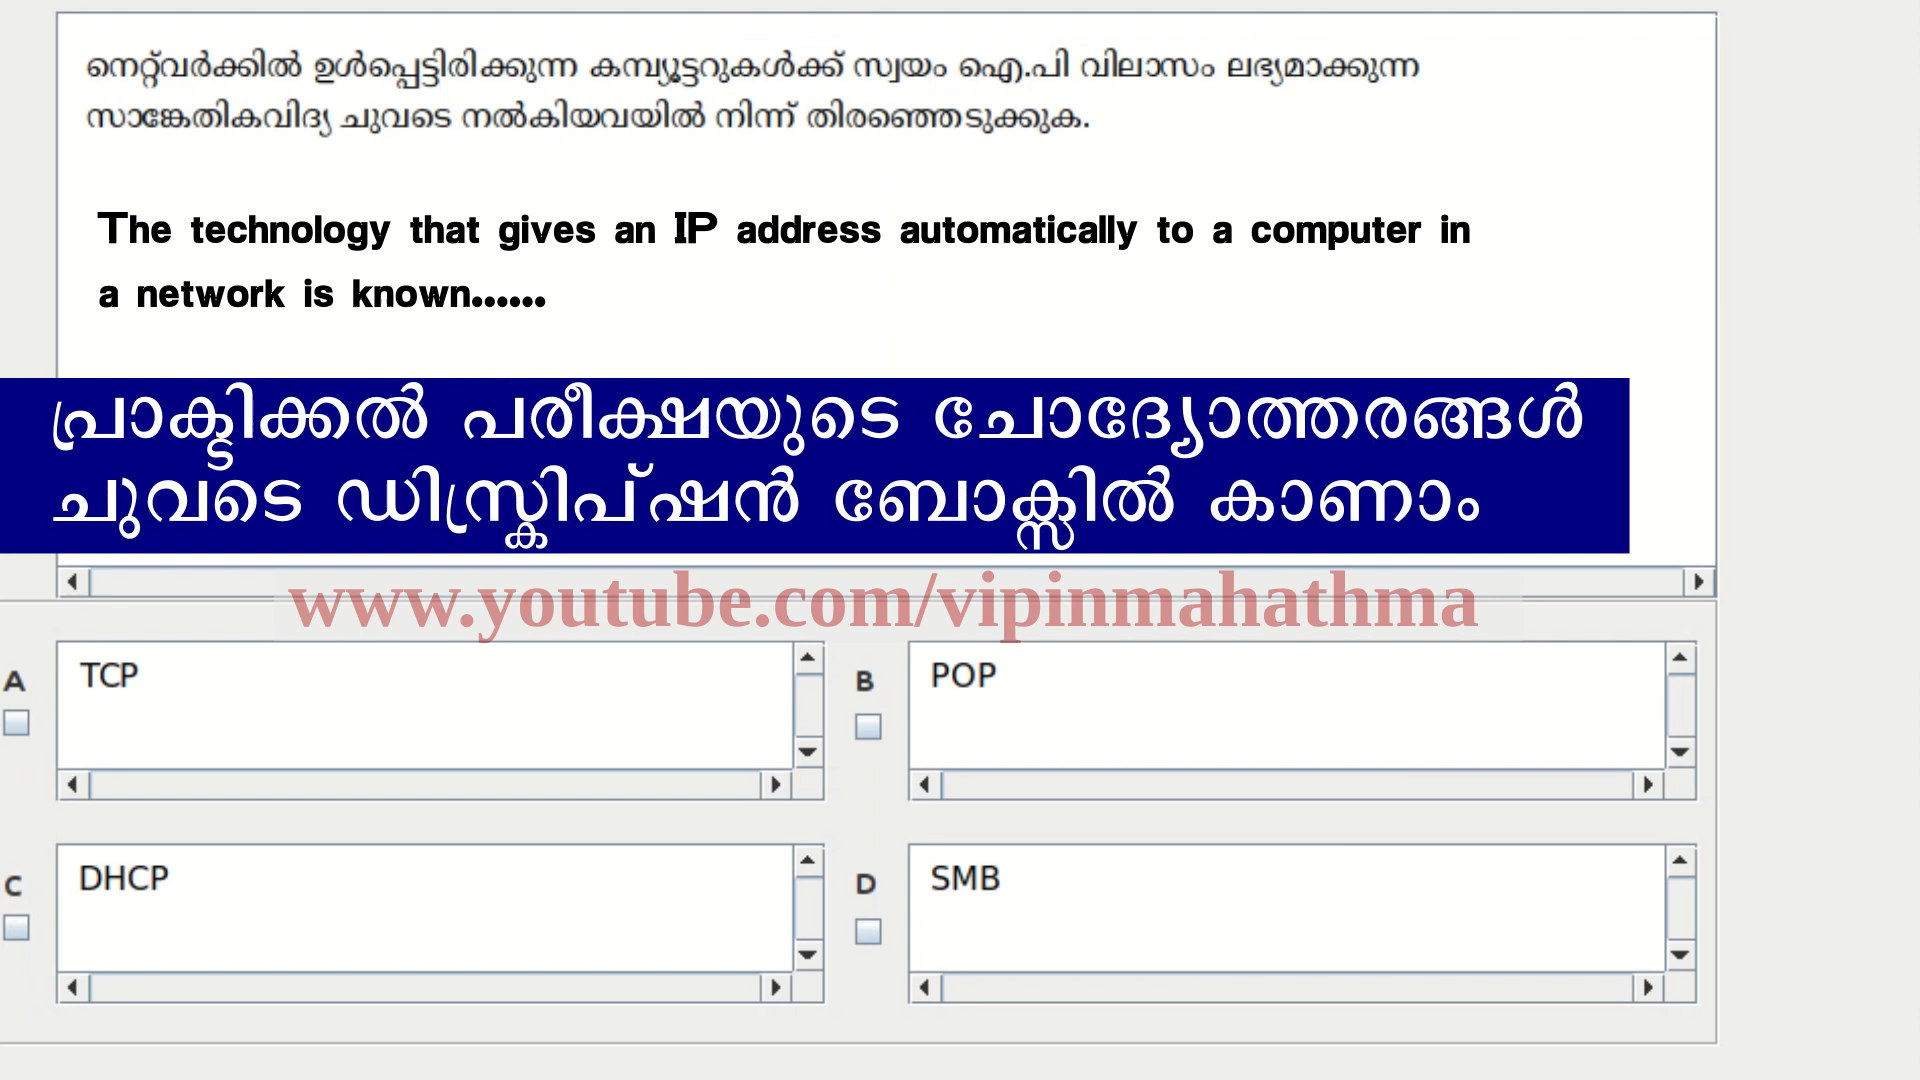 നെറ്റ്‌വർക്കിൽ ഉൾപ്പെട്ടിരിക്കുന്ന കമ്പ്യൂട്ടറുകൾക്ക് സ്വയം ഐ.പി വിലാസം ലഭ്യമാക്കുന്ന
സാങ്കേതികവിദ്യ ചുവടെ നൽകിയവയിൽ നിന്ന് തിരഞ്ഞെടുക്കുക.
The technology that gives an IP address automatically to a computer in
a network is known......
പ്രാക്ടിക്കൽ പരീക്ഷയുടെ ചോദ്യോത്തരങ്ങൾ
ചുവടെ ഡിസ്ക്രിപ്ഷൻ ബോക്സിൽ കാണാം
www.youtube.com/vipinmahathma
A TCP
B POP
C DHCP
D SMB